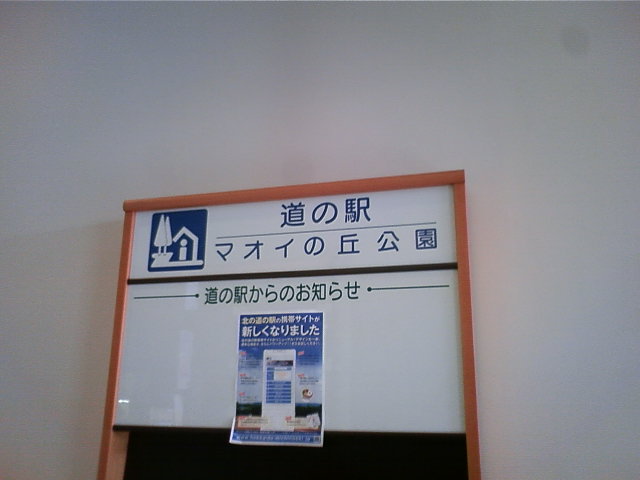 道の駅
マオイの丘公園
道の駅からのお知らせ
北の道の駅の携帯サイトが
新しくなりました